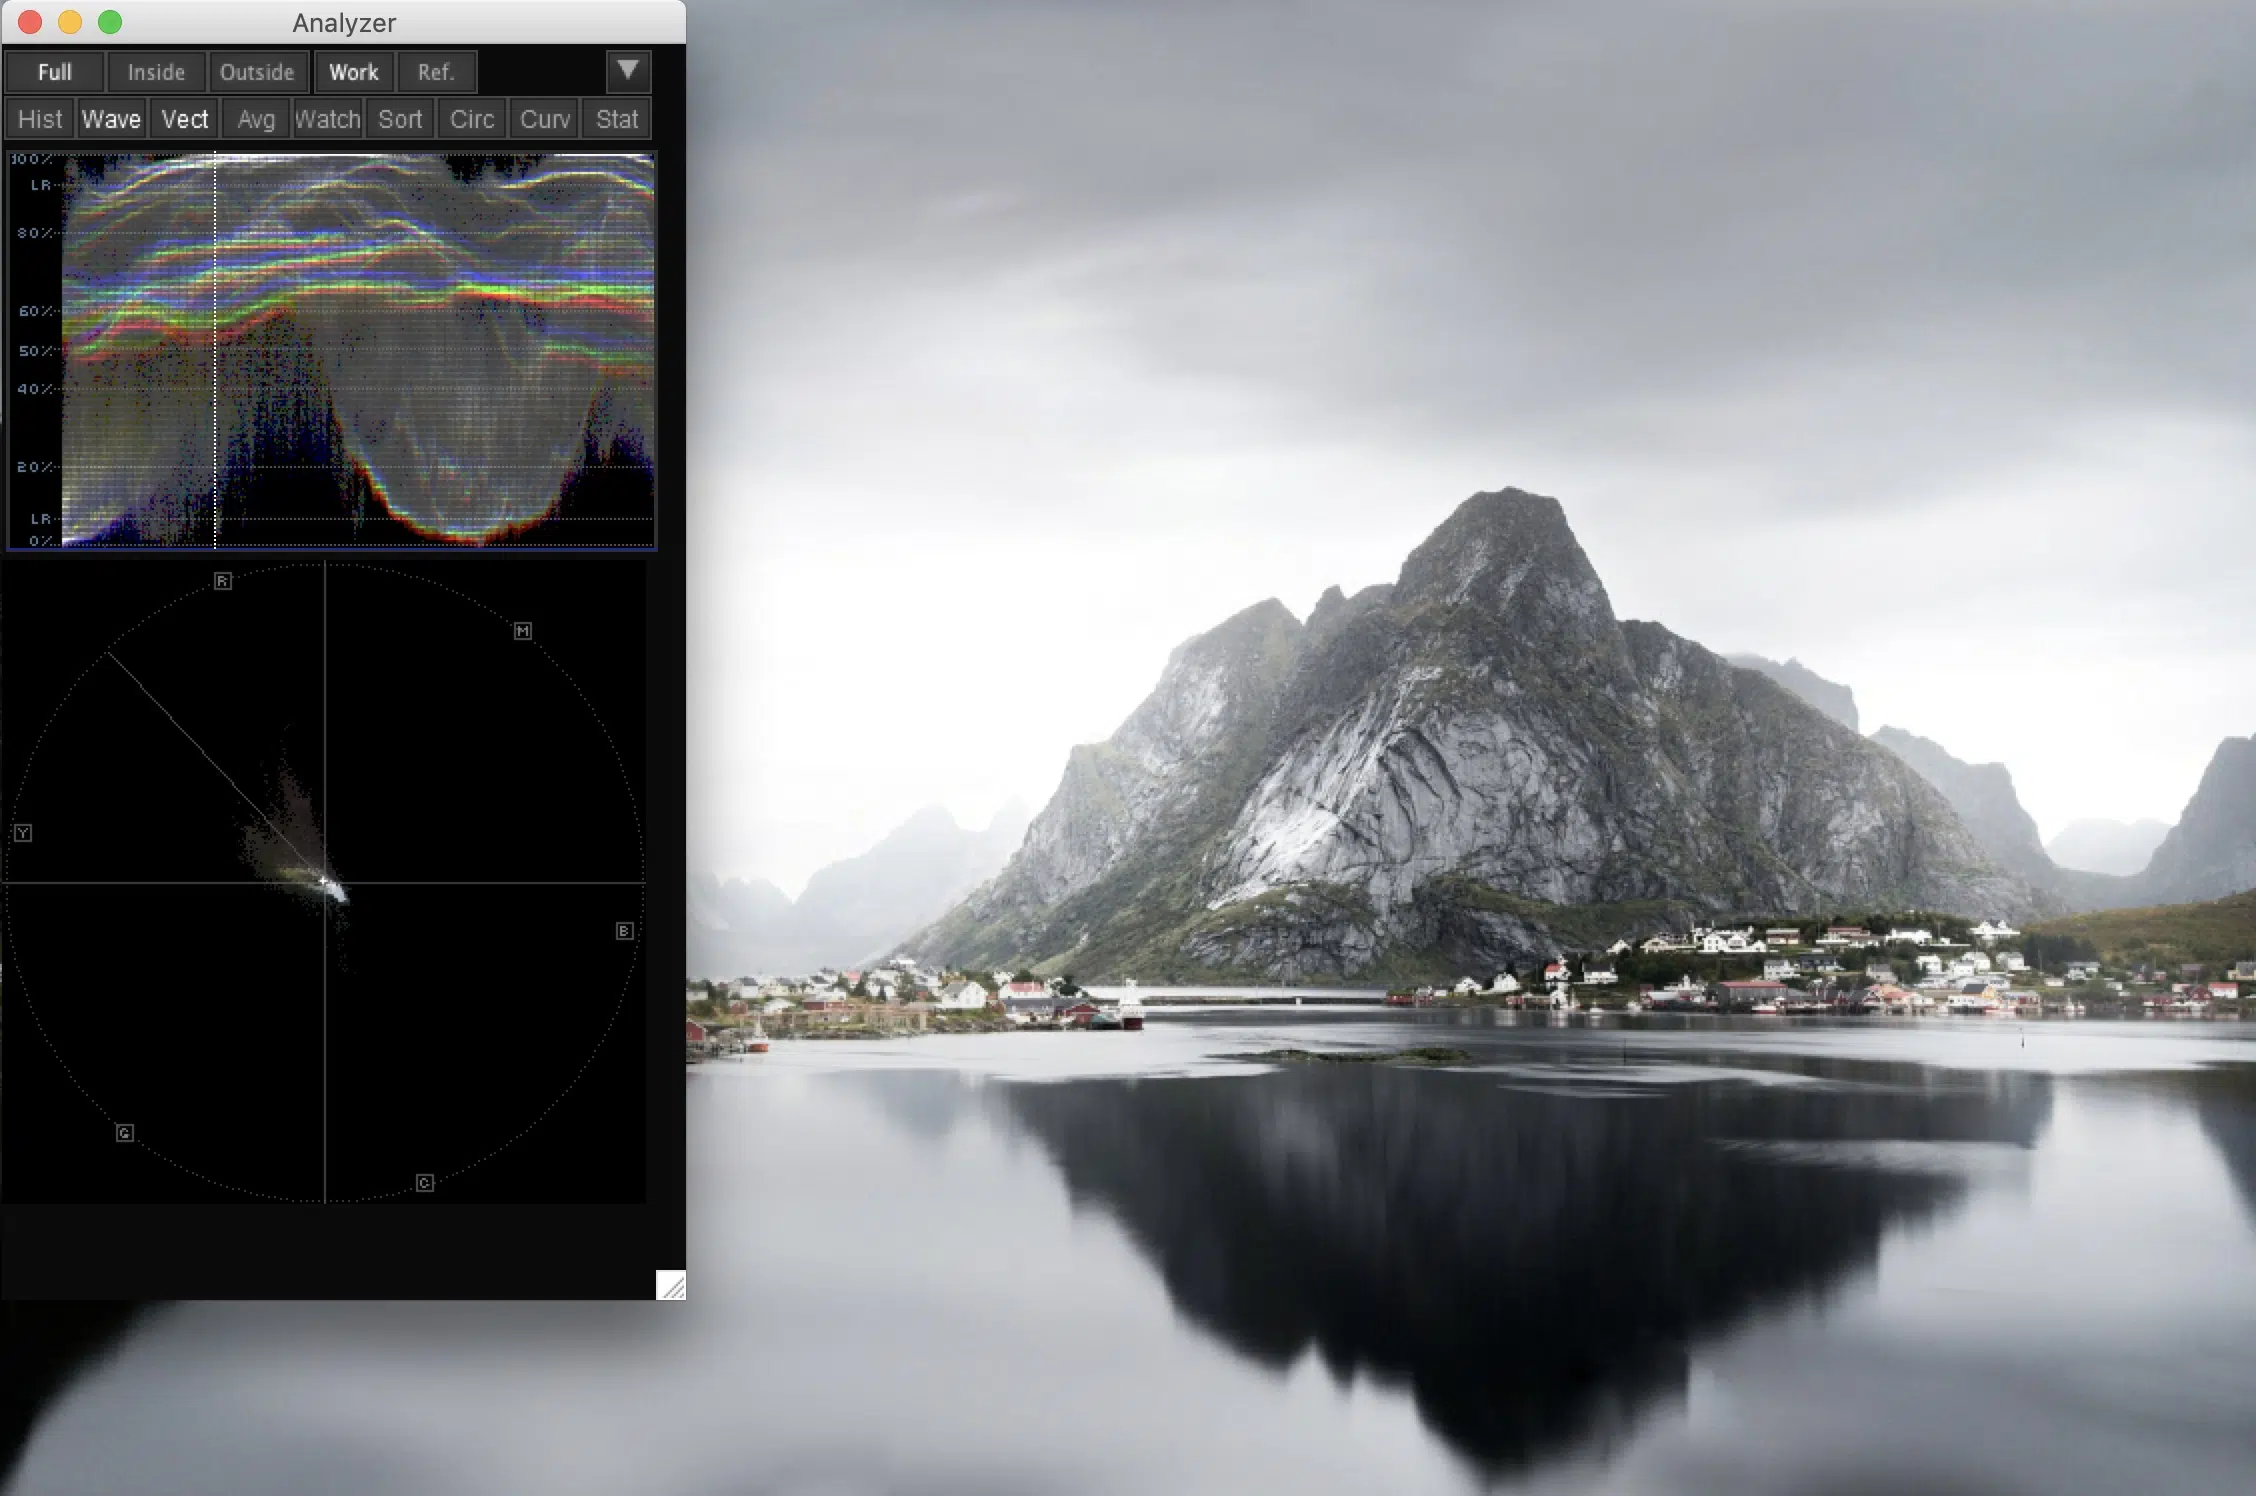 Analyzer
Full Inside Outside Work Ref.
Hist Wave Vect Avg Watch Sort Circ Curv Stat
100%
LR
80%
60%
50%
40%
20%
LR
0%
R
M
Y
B
G
C